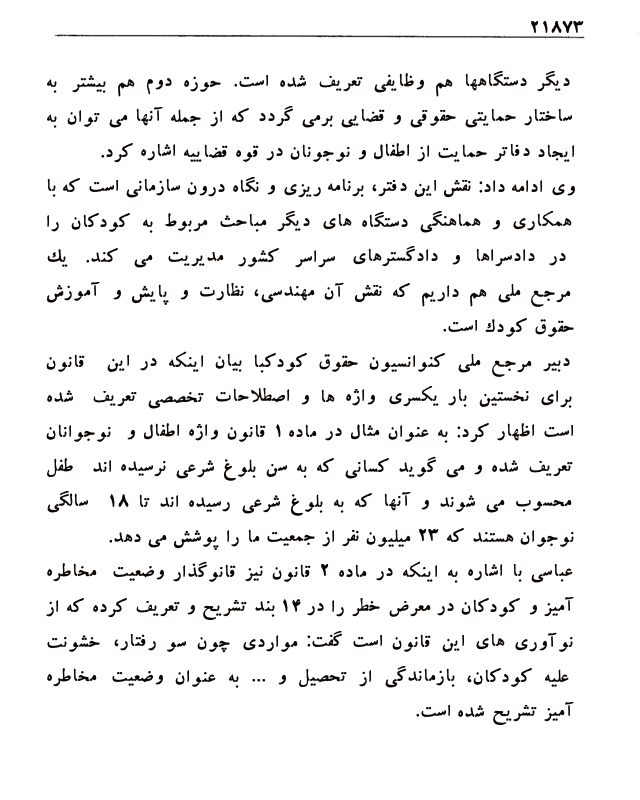 ۲۱۸۷۳
دیگر دستگاهها هم وظایفی تعریف شده است. حوزه دوم هم بیشتر به
ساختار حمایتی حقوقی و قضایی برمی گردد که از جمله آنها می توان به
ایجاد دفاتر حمایت از اطفال و نوجونان در قوه قضاییه اشاره کرد.
وی ادامه داد: نقش این دفتر، برنامه ریزی و نگاه درون سازمانی است که با
همکاری و هماهنگی دستگاه های دیگر مباحث مربوط به کودکان را
در دادسراها و دادگسترهای سراسر کشور مدیریت می کند. یك
مرجع ملی هم داریم که نقش آن مهندسی، نظارت و پایش و آموزش
حقوق کودك است.
دبیر مرجع ملی کنوانسیون حقوق کودکبا بیان اینکه در این قانون
برای نخستین بار یکسری واژه ها و اصطلاحات تخصصی تعریف شده
است اظهار کرد: به عنوان مثال در ماده ۱ قانون واژه اطفال و نوجوانان
تعریف شده و می گوید کسانی که به سن بلوغ شرعی نرسیده اند طفل
محسوب می شوند و آنها که به بلوغ شرعی رسیده اند تا ۱۸ سالگی
نوجوان هستند که ۲۳ میلیون نفر از جمعیت ما را پوشش می دهد.
عباسی با اشاره به اینکه در ماده ۲ قانون نیز قانوگذار وضعیت مخاطره
آمیز و کودکان در معرض خطر را در ۱۴ بند تشریح و تعریف کرده که از
نوآوری های این قانون است گفت: مواردی چون سو رفتار، خشونت
علیه کودکان، بازماندگی از تحصیل و ... به عنوان وضعیت مخاطره
آمیز تشریح شده است.